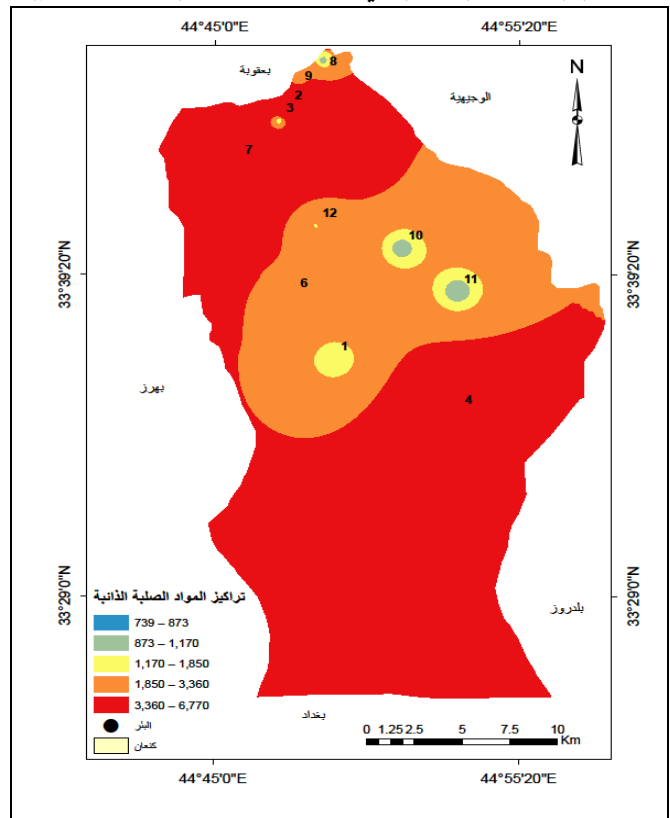 44°45'0"E 44°55'20"E
N
بعقوبة
الوجيهية
8
9
2
3
7
12
10
11
6
1
4
33°39'20"N 33°39'20"N
بهرز
33°29'0"N 33°29'0"N
بلدروز
بغداد
تراكيز المواد الصلبة الذائبة
739 – 873
873 – 1,170
1,170 – 1,850
1,850 – 3,360
3,360 – 6,770
البئر
كنعان
0 1.25 2.5 5 7.5 10
Km
44°45'0"E 44°55'20"E